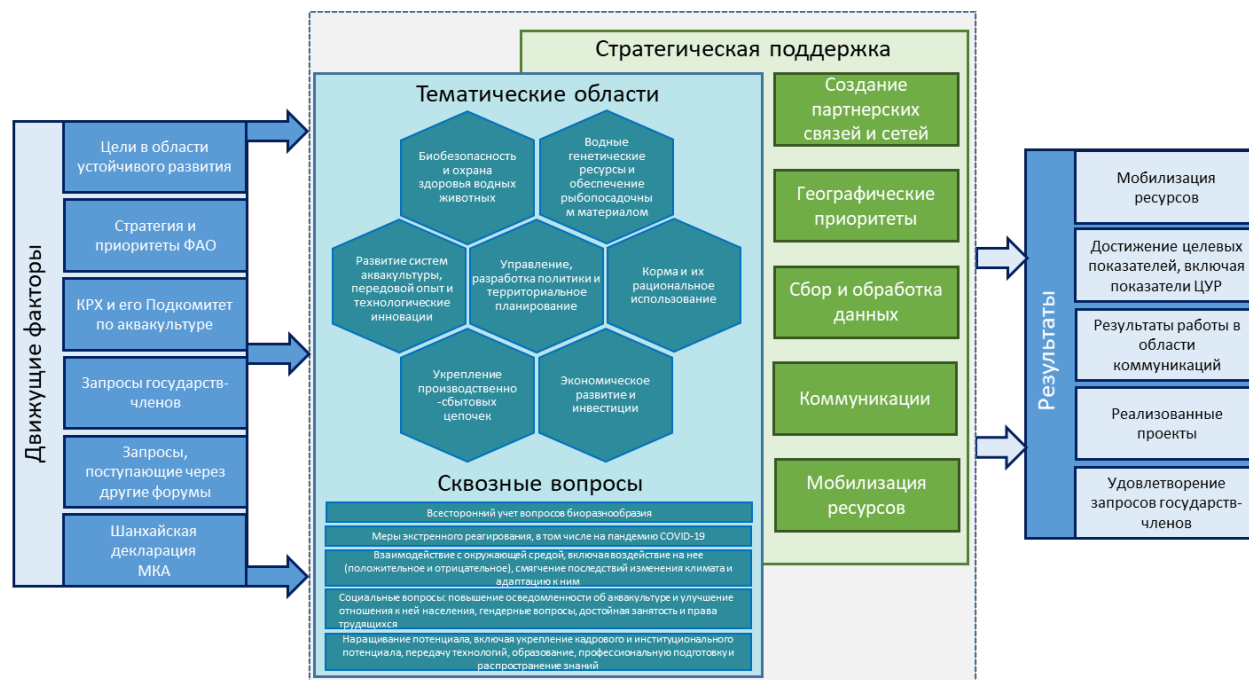 Движущие факторы
Цели в области
устойчивого развития
Стратегия и
приоритеты ФАО
КРХ и его Подкомитет
по аквакультуре
Запросы государств-
членов
Запросы,
поступающие через
другие форумы
Шанхайская
декларация
МКА
Тематические области
Биобезопасность
и охрана
здоровья водных
животных
Водные
генетические
ресурсы и
обеспечение
рыбопосадочны
м материалом
Развитие систем
аквакультуры,
передовой опыт и
технологические
инновации
Управление,
разработка политики и
территориальное
планирование
Корма и их
рациональное
использование
Укрепление
производственно
-сбытовых
цепочек
Экономическое
развитие и
инвестиции
Сквозные вопросы
Всесторонний учет вопросов биоразнообразия
Меры экстренного реагирования, в том числе на пандемию COVID-19
Взаимодействие с окружающей средой, включая воздействие на нее
(положительное и отрицательное), смягчение последствий изменения климата и
адаптацию к ним
Социальные вопросы: повышение осведомленности об аквакультуре и улучшение
отношения к ней населения, гендерные вопросы, достойная занятость и права
трудящихся
Наращивание потенциала, включая укрепление кадрового и институционального
потенциала, передачу технологий, образование, профессиональную подготовку и
распространение знаний
Стратегическая поддержка
Создание
партнерских
связей и сетей
Географические
приоритеты
Сбор и обработка
данных
Коммуникации
Мобилизация
ресурсов
Результаты
Мобилизация
ресурсов
Достижение целевых
показателей, включая
показатели ЦУР
Результаты работы в
области
коммуникаций
Реализованные
проекты
Удовлетворение
запросов государств-
членов